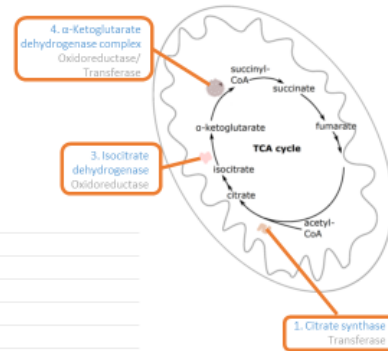 4. α-Ketoglutarate
dehydrogenase complex
Oxidoreductase/
Transferase
succinyl-
CoA
succinate
α-ketoglutarate
fumarate
TCA cycle
3. Isocitrate
dehydrogenase
Oxidoreductase
isocitrate
citrate
acetyl-
CoA
1. Citrate synthase
Transferase